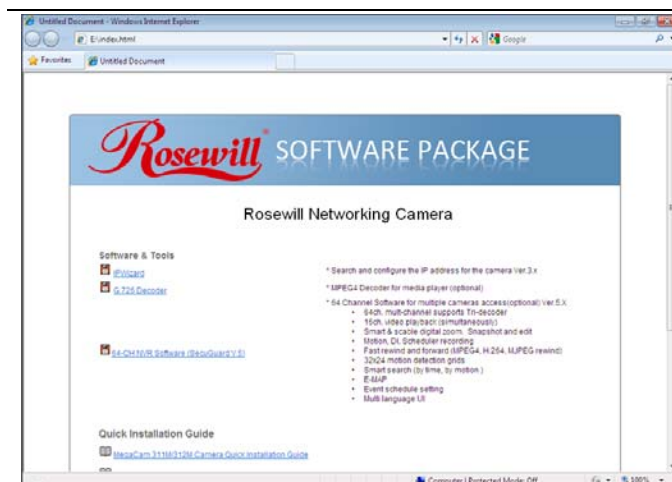 Untitled Document - Windows Internet Explorer
E:\index.html
Google
Favorites
Untitled Document
Rosewill® SOFTWARE PACKAGE
Rosewill Networking Camera
Software & Tools
IPWizard
* Search and configure the IP address for the camera Ver.3.x
G.726 Decoder
* MPEG4 Decoder for media player (optional)
* 64 Channel Software for multiple cameras access(optional) Ver.5.X
• 64ch. mult-channel supports Tri-decoder
• 16ch. video playback (simultaneously)
• Smart & scable digital zoom. Snapshot and edit
• Motion, DI, Scheduler recording
64-CH NVR Software (SecuGuard V.5)
• Fast rewind and forward (MPEG4, H.264, MJPEG rewind)
• 32x24 motion detection grids
• Smart search (by time, by motion.)
• E-MAP
• Event schedule setting
• Multi language UI
Quick Installation Guide
MegaCam 311M/312M Camera Quick Installation Guide
Computer | Protected Mode: Off
100%